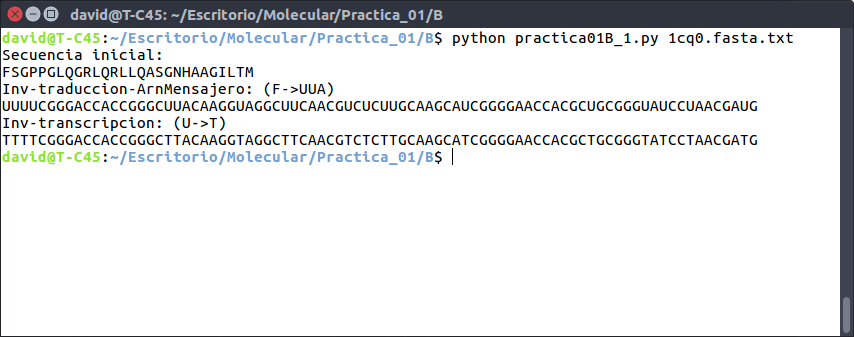 david@T-C45: ~/Escritorio/Molecular/Practica_01/B
david@T-C45:~/Escritorio/Molecular/Practica_01/B$ python practica01B_1.py 1cq0.fasta.txt
Secuencia inicial:
FSGPPGLQGRLQRLLQASGNHAAGILTM
Inv-traduccion-ArnMensajero: (F->UUA)
UUUUCGGGACCACCGGGCUUACAAGGUAGGCUUCAACGUCUCUUGCAAGCAUCGGGGAACCACGCUGCGGGUAUCCUAACGAUG
Inv-transcripcion: (U->T)
TTTTCGGGACCACCGGGCTTACAAGGTAGGCTTCAACGTCTCTTGCAAGCATCGGGGAACCACGCTGCGGGTATCCTAACGATG
david@T-C45:~/Escritorio/Molecular/Practica_01/B$